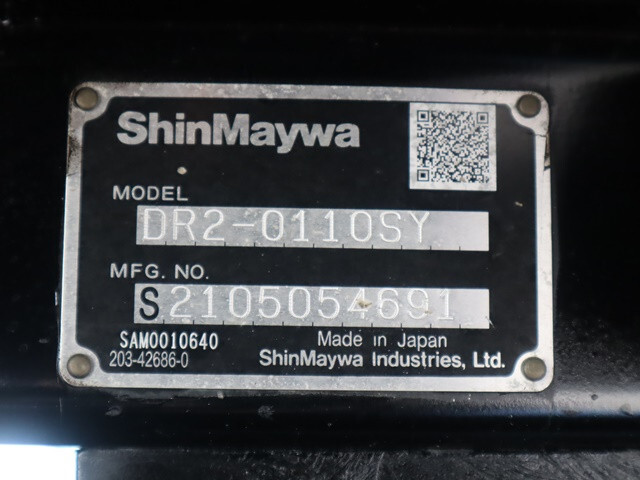 ShinMaywa
MODEL
DR2-0110SY
MFG. NO.
S2105054691
SAM0010640
203-42686-0
Made in Japan
ShinMaywa Industries, Ltd.